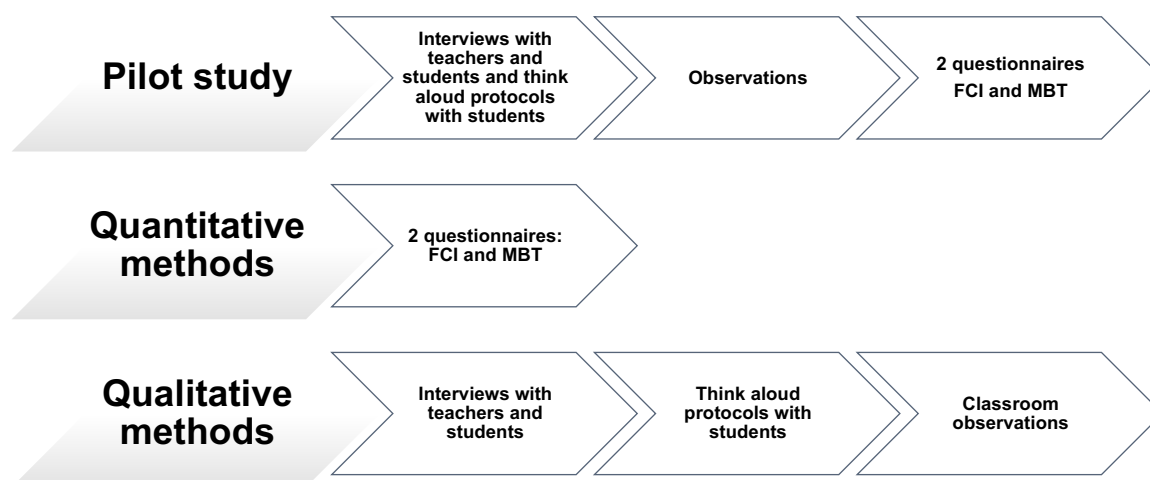 Pilot study
Interviews with
teachers and
students and think
aloud protocols
with students
Observations
2 questionnaires
FCI and MBT
Quantitative
methods
2 questionnaires:
FCI and MBT
Qualitative
methods
Interviews with
teachers and
students
Think aloud
protocols with
students
Classroom
observations